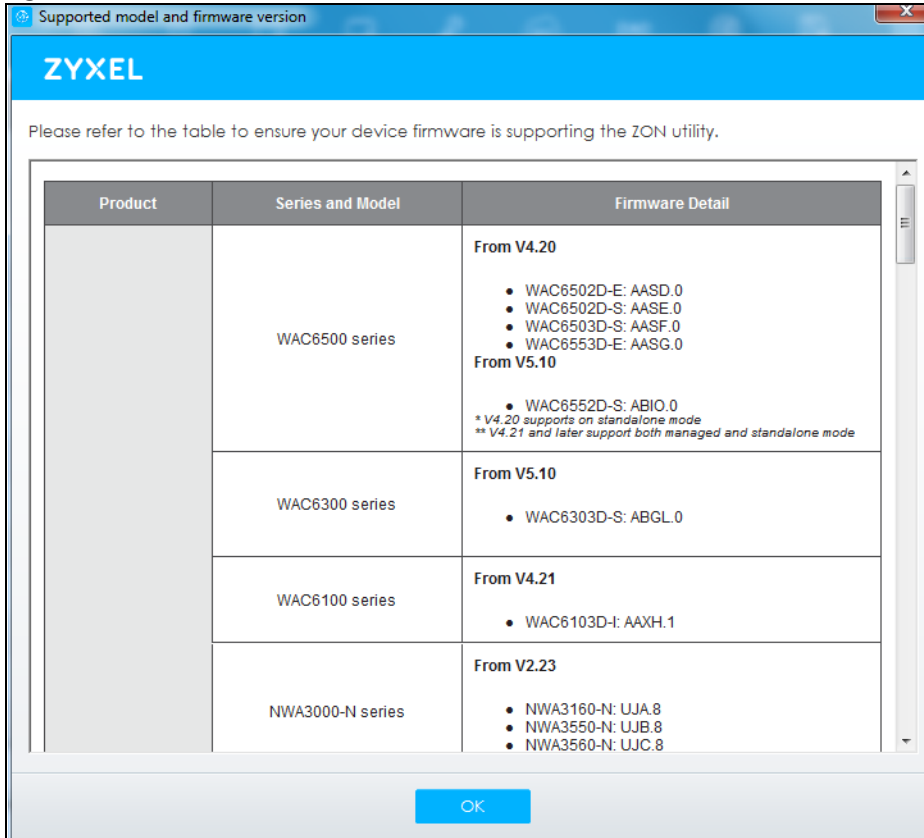 Supported model and firmware version
ZYXEL
Please refer to the table to ensure your device firmware is supporting the ZON utility.
Product Series and Model Firmware Detail
WAC6500 series
From V4.20
WAC6502D-E: AASD.0
WAC6502D-S: AASE.0
WAC6503D-S: AASF.0
WAC6553D-E: AASG.0
From V5.10
WAC6552D-S: ABIO.0
* V4.20 supports on standalone mode
** V4.21 and later support both managed and standalone mode
WAC6300 series
From V5.10
WAC6303D-S: ABGL.0
WAC6100 series
From V4.21
WAC6103D-I: AAXH.1
NWA3000-N series
From V2.23
NWA3160-N: UJA.8
NWA3550-N: UJB.8
NWA3560-N: UJC.8
OK